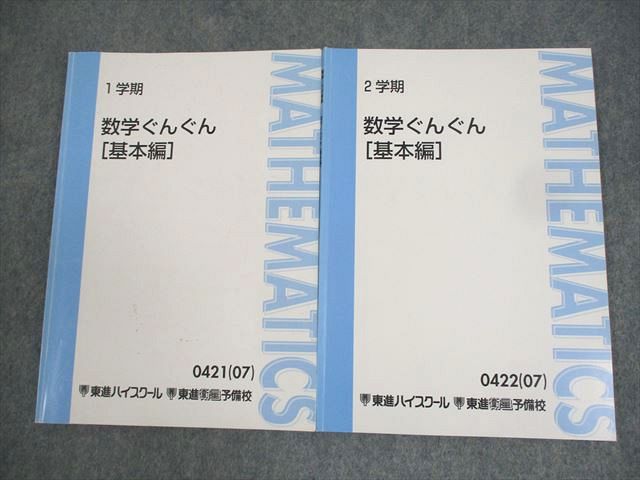 1学期
数学ぐんぐん
[基本編]
MATHEMATICS
0421(07)
東進ハイスクール 東進衛星予備校
2学期
数学ぐんぐん
[基本編]
MATHEMATICS
0422(07)
東進ハイスクール 東進衛星予備校